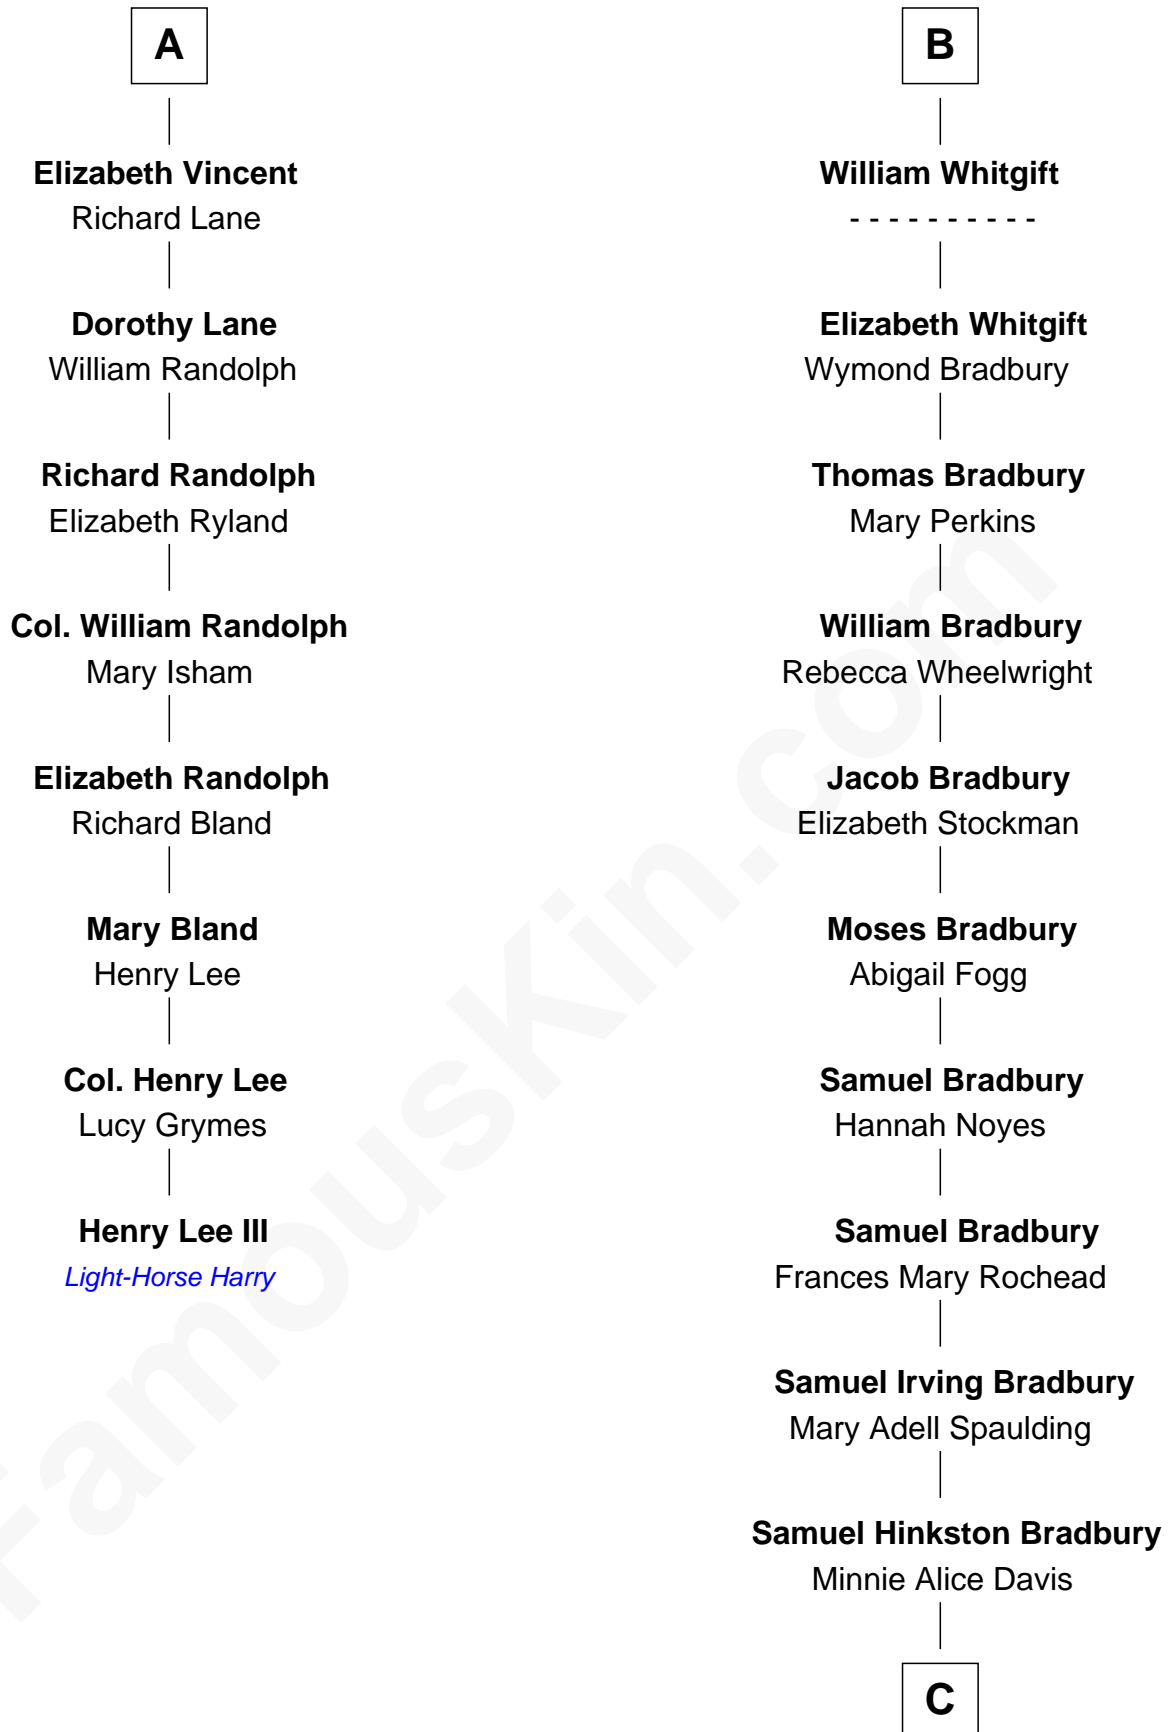 A
Elizabeth Vincent
Richard Lane
Dorothy Lane
William Randolph
Richard Randolph
Elizabeth Ryland
Col. William Randolph
Mary Isham
Elizabeth Randolph
Richard Bland
Mary Bland
Henry Lee
Col. Henry Lee
Lucy Grymes
Henry Lee III
Light-Horse Harry
B
William Whitgift
- - - - - - - - - -
Elizabeth Whitgift
Wymond Bradbury
Thomas Bradbury
Mary Perkins
William Bradbury
Rebecca Wheelwright
Jacob Bradbury
Elizabeth Stockman
Moses Bradbury
Abigail Fogg
Samuel Bradbury
Hannah Noyes
Samuel Bradbury
Frances Mary Rochead
Samuel Irving Bradbury
Mary Adell Spaulding
Samuel Hinkston Bradbury
Minnie Alice Davis
C
FamousKin.com